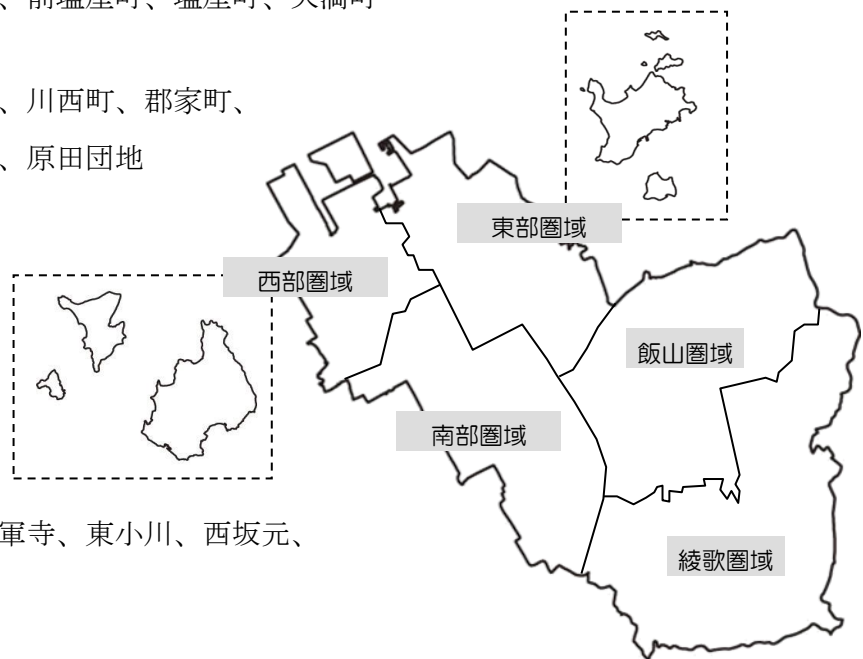 、前塩屋町、塩屋町、天満町
、川西町、郡家町、
、原田団地
東部圏域
西部圏域
飯山圏域
南部圏域
軍寺、東小川、西坂元、
綾歌圏域